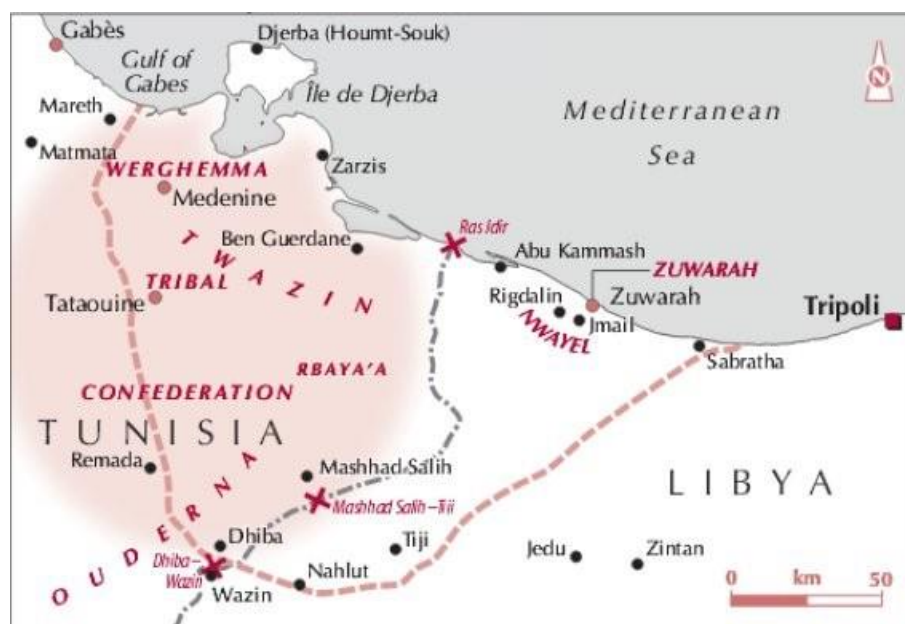 Gabès
Djerba (Houmt-Souk)
Gulf of
Gabes
Île de Djerba
N
Mareth
Mediterranean
Sea
Matmata
Zarzis
WERGHEMMA
Medenine
TWAZIN
Ben Guerdane
Ras Idir
Abu Kammash
ZUWARAH
TRIBAL
Tataouine
Rigdalin
Zuwarah
Tripoli
NWAYEL
Jmail
Sabratha
RBAYA'A
CONFEDERATION
TUNISIA
Remada
Mashhad Salih
LIBYA
Mashhad Salih–Tiji
OUDERNA
Dhiba
Tiji
Jedu
Zintan
Dhiba–
Wazin
Wazin
Nahlut
0 km 50